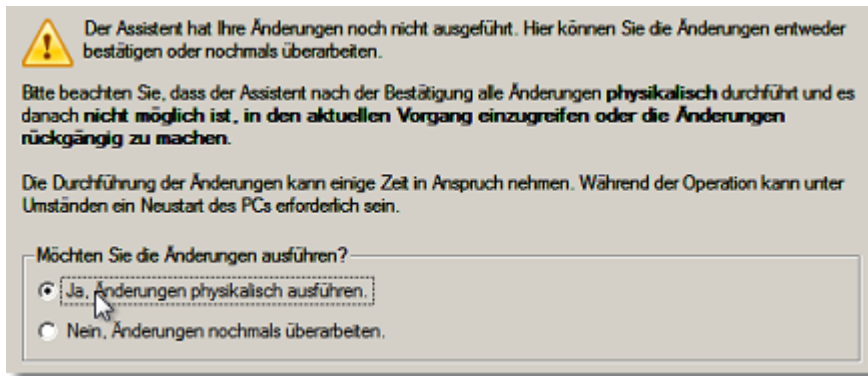 Der Assistent hat Ihre Änderungen noch nicht ausgeführt. Hier können Sie die Änderungen entweder
bestätigen oder nochmals überarbeiten.
Bitte beachten Sie, dass der Assistent nach der Bestätigung alle Änderungen physikalisch durchführt und es
danach nicht möglich ist, in den aktuellen Vorgang einzugreifen oder die Änderungen
rückgängig zu machen.
Die Durchführung der Änderungen kann einige Zeit in Anspruch nehmen. Während der Operation kann unter
Umständen ein Neustart des PCs erforderlich sein.
Möchten Sie die Änderungen ausführen?
Ja, Änderungen physikalisch ausführen.
Nein, Änderungen nochmals überarbeiten.